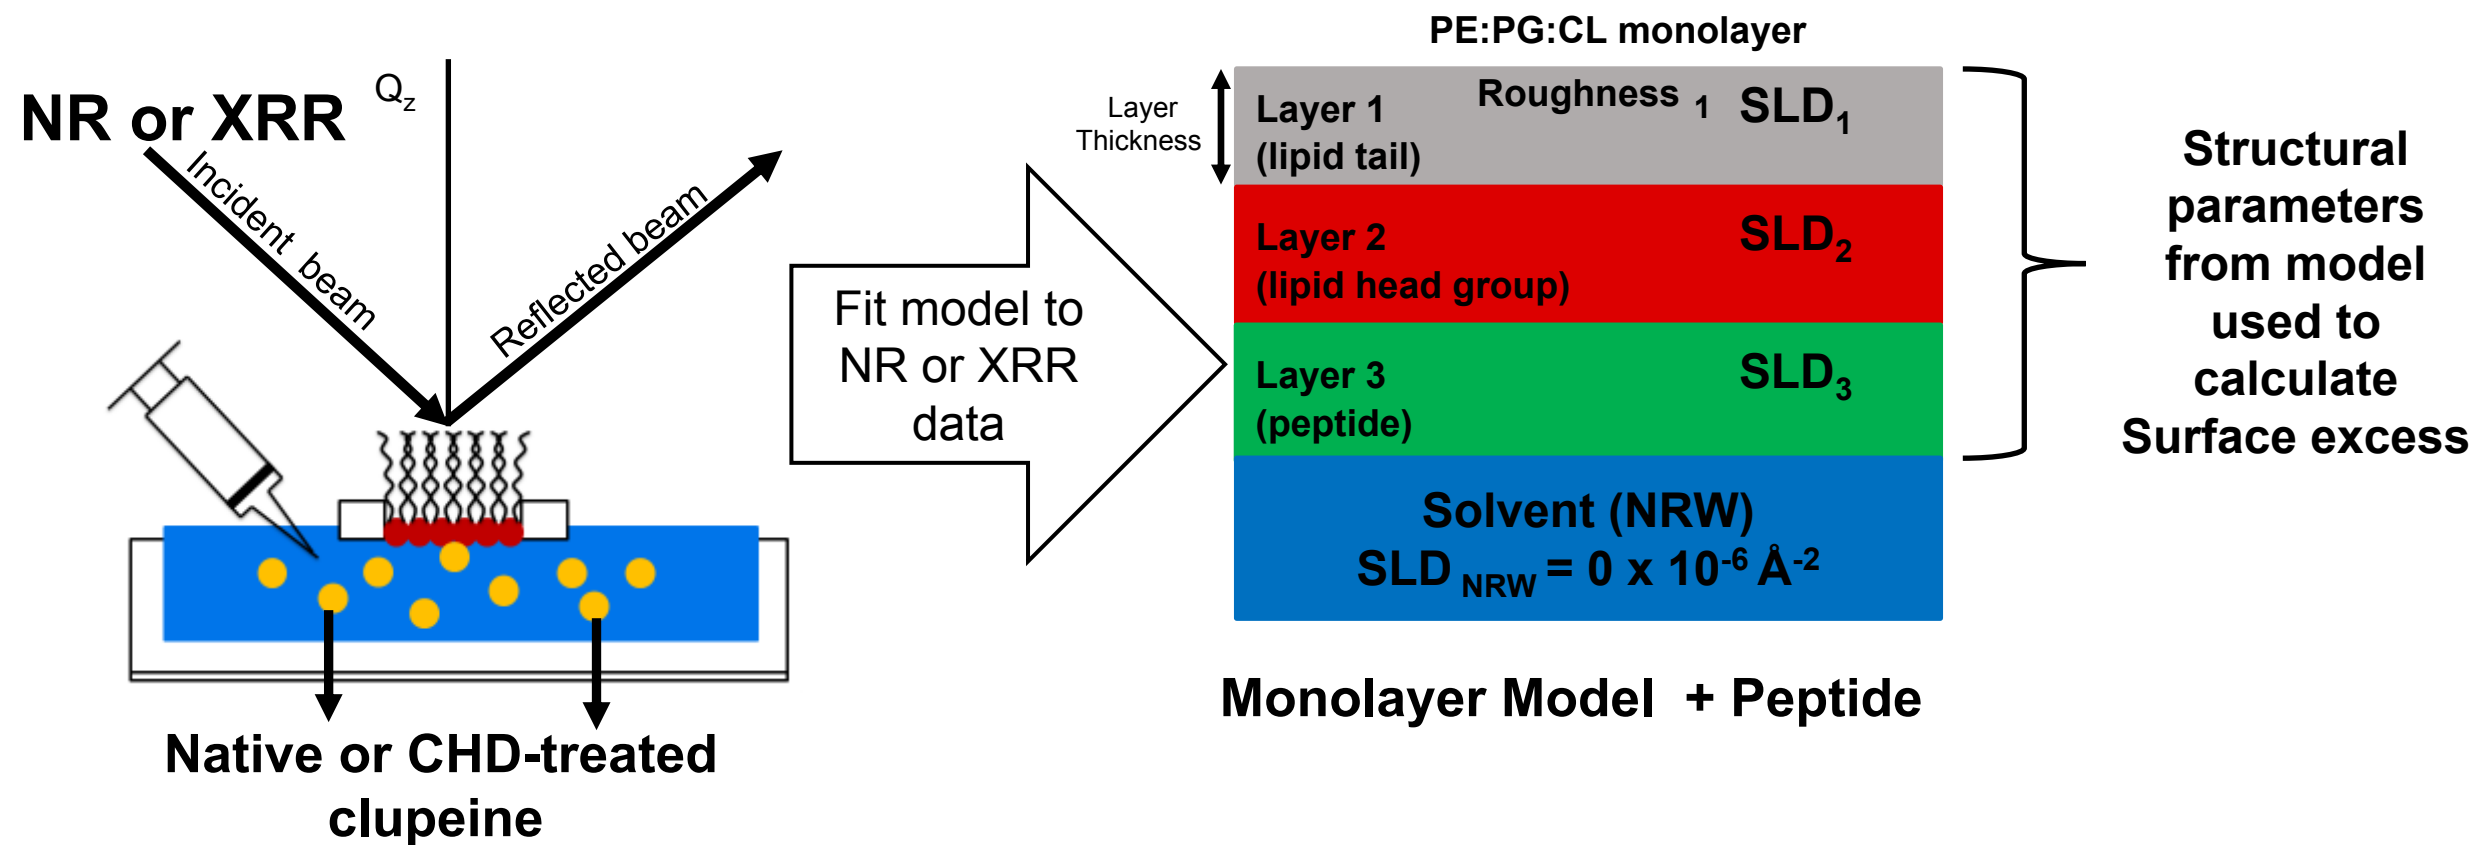 NR or XRR
Q_z
Incident beam
Reflected beam
Native or CHD-treated
clupeine
Fit model to
NR or XRR
data
PE:PG:CL monolayer
Layer
Thickness
Layer 1
(lipid tail)
Roughness 1
SLD1
Layer 2
(lipid head group)
SLD2
Layer 3
(peptide)
SLD3
Solvent (NRW)
SLD NRW = 0 x 10⁻⁶ Å⁻²
Monolayer Model + Peptide
Structural
parameters
from model
used to
calculate
Surface excess